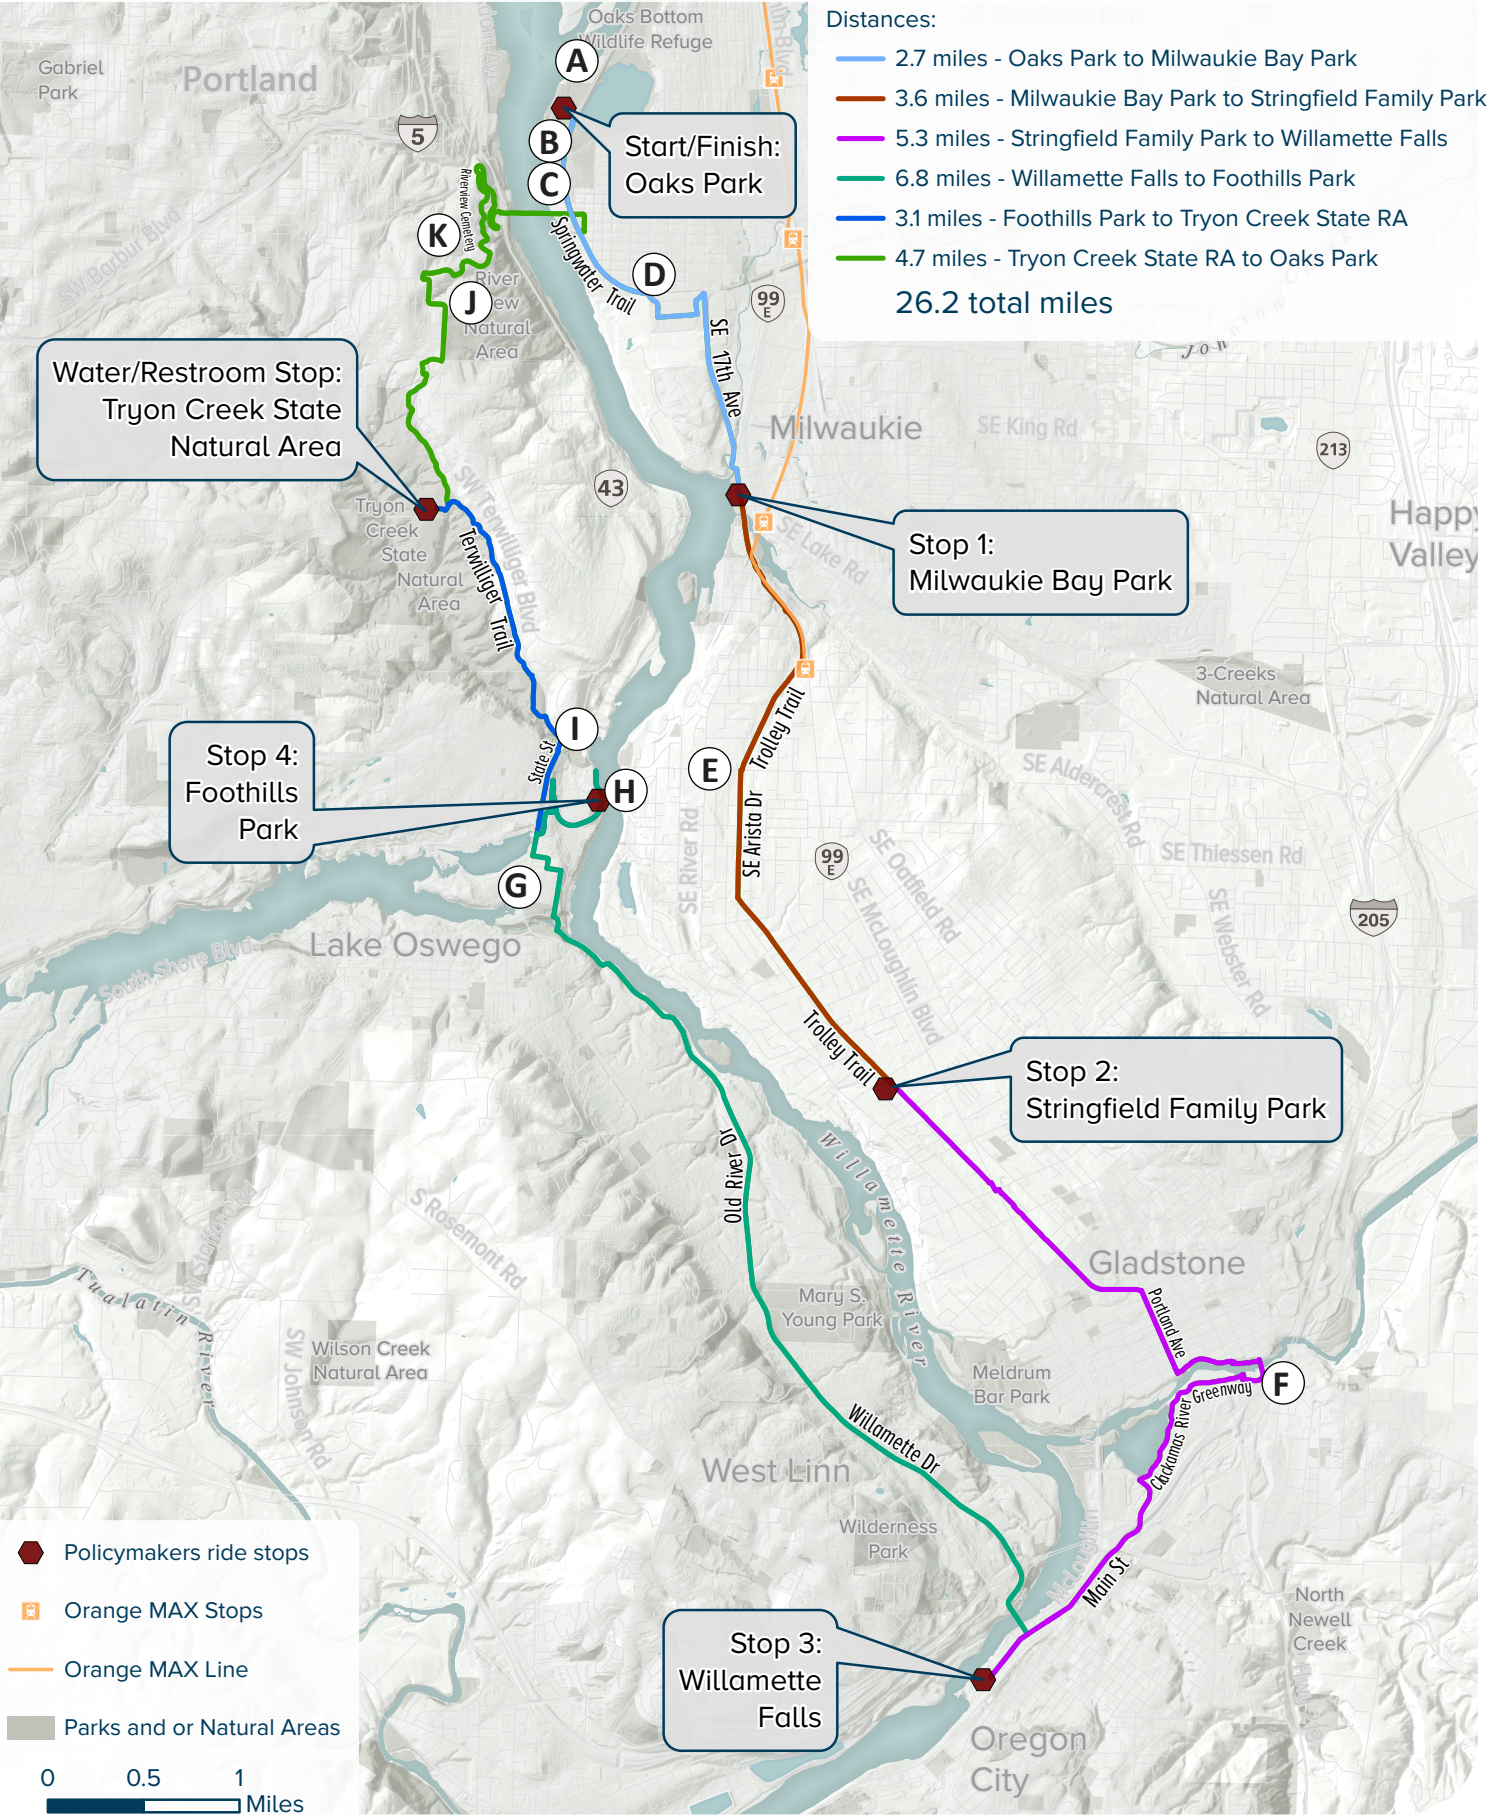 Distances:
2.7 miles - Oaks Park to Milwaukie Bay Park
3.6 miles - Milwaukie Bay Park to Stringfield Family Park
5.3 miles - Stringfield Family Park to Willamette Falls
6.8 miles - Willamette Falls to Foothills Park
3.1 miles - Foothills Park to Tryon Creek State RA
4.7 miles - Tryon Creek State RA to Oaks Park
26.2 total miles
Oaks Bottom
Wildlife Refuge
Gabriel
Park
Portland
A
5
B
Start/Finish:
Oaks Park
C
Riverview Cemetery
K
Springwater Trail
D
River
Natural
Area
J
99
E
SE 17th Ave
Water/Restroom Stop:
Tryon Creek State
Natural Area
Milwaukie
SE King Rd
213
43
Tryon
Creek
State
Natural
Area
SW Terwilliger Blvd
Terwilliger Trail
SE Lake Rd
Stop 1:
Milwaukie Bay Park
Happy
Valley
3-Creeks
Natural Area
Trolley Trail
Stop 4:
Foothills
Park
I
State St
H
E
SE Aldercrest Rd
SE River Rd
SE Arista Dr
99
E
SE Oatfield Rd
SE Thiessen Rd
SE McLoughlin Blvd
SE Webster Rd
205
G
Lake Oswego
South Shore Blvd
Trolley Trail
Stop 2:
Stringfield Family Park
Old River Dr
Willamette River
S Rosemont Rd
Gladstone
Tualatin River
Mary S.
Young Park
Portland Ave
Wilson Creek
Natural Area
SW Johnson Rd
Meldrum
Bar Park
F
Clackamas River Greenway
Willamette Dr
West Linn
Wilderness
Park
Main St
North
Newell
Creek
Stop 3:
Willamette
Falls
Oregon
City
Policymakers ride stops
Orange MAX Stops
Orange MAX Line
Parks and or Natural Areas
0 0.5 1
Miles